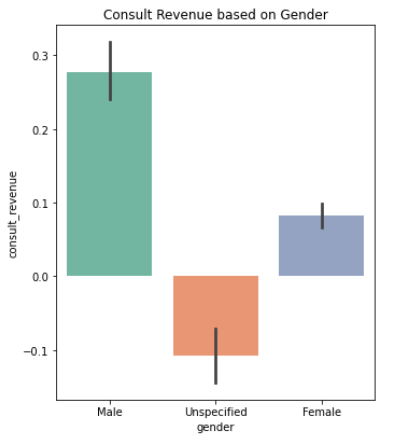 Consult Revenue based on Gender
0.3
0.2
0.1
0.0
−0.1
consult_revenue
Male Unspecified Female
gender